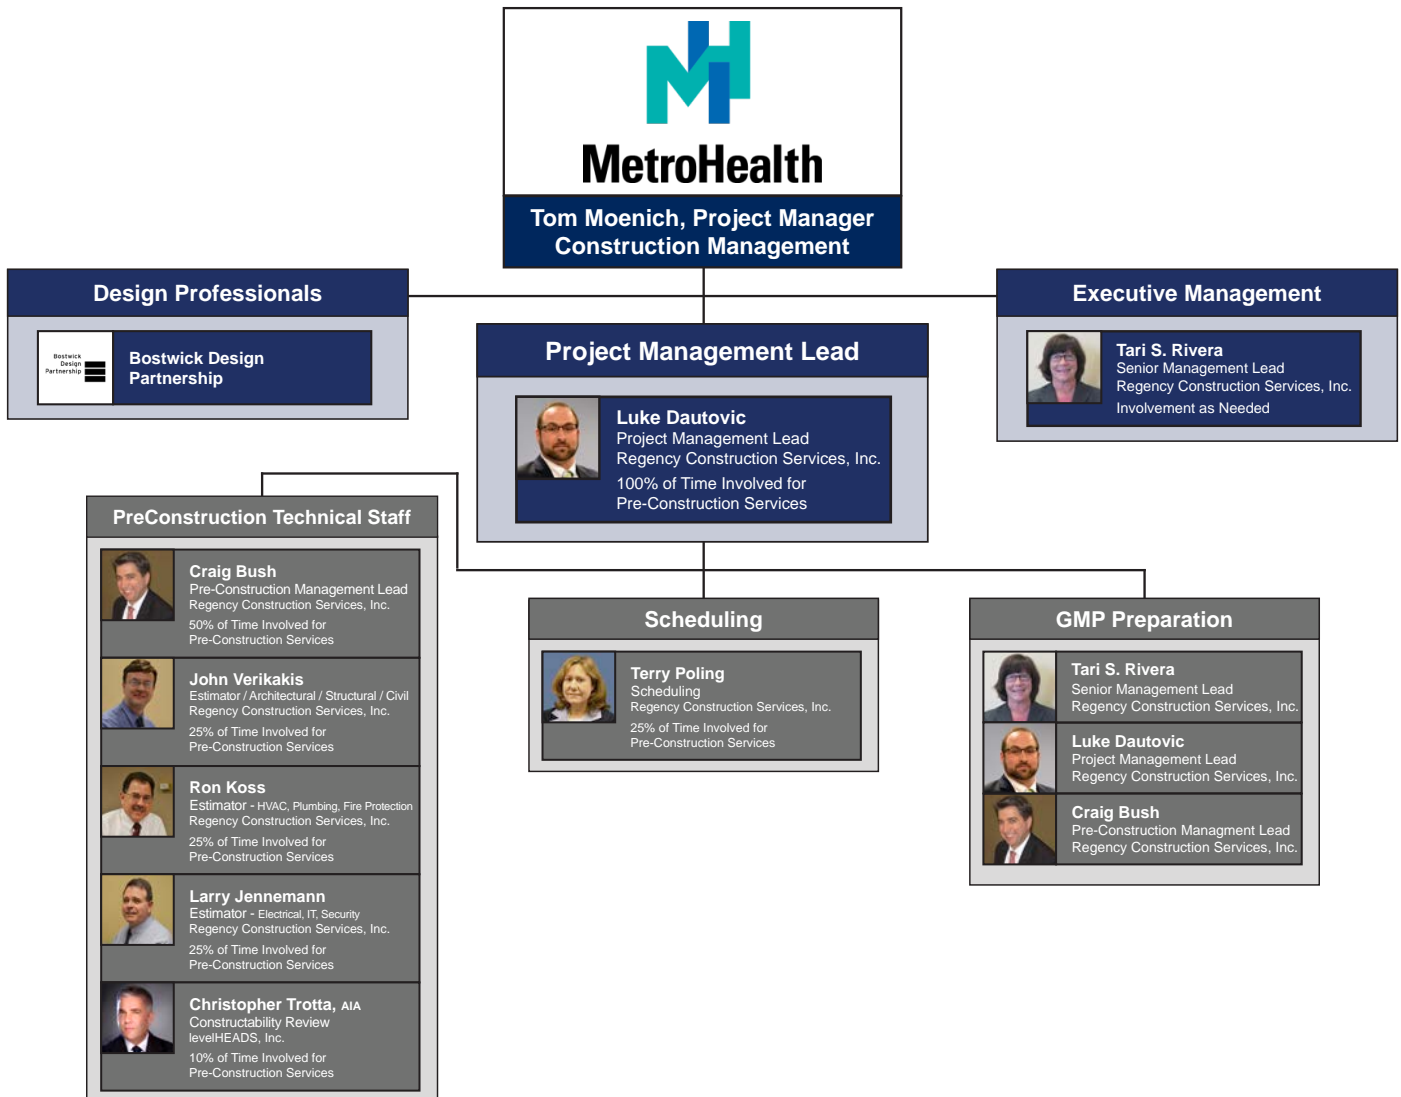 MetroHealth
Tom Moenich, Project Manager
Construction Management
Design Professionals
Bostwick
Design
Partnership
Bostwick Design
Partnership
Project Management Lead
Luke Dautovic
Project Management Lead
Regency Construction Services, Inc.
100% of Time Involved for
Pre-Construction Services
Executive Management
Tari S. Rivera
Senior Management Lead
Regency Construction Services, Inc.
Involvement as Needed
PreConstruction Technical Staff
Craig Bush
Pre-Construction Management Lead
Regency Construction Services, Inc.
50% of Time Involved for
Pre-Construction Services
John Verikakis
Estimator / Architectural / Structural / Civil
Regency Construction Services, Inc.
25% of Time Involved for
Pre-Construction Services
Ron Koss
Estimator - HVAC, Plumbing, Fire Protection
Regency Construction Services, Inc.
25% of Time Involved for
Pre-Construction Services
Larry Jennemann
Estimator - Electrical, IT, Security
Regency Construction Services, Inc.
25% of Time Involved for
Pre-Construction Services
Christopher Trotta, AIA
Constructability Review
levelHEADS, Inc.
10% of Time Involved for
Pre-Construction Services
Scheduling
Terry Poling
Scheduling
Regency Construction Services, Inc.
25% of Time Involved for
Pre-Construction Services
GMP Preparation
Tari S. Rivera
Senior Management Lead
Regency Construction Services, Inc.
Luke Dautovic
Project Management Lead
Regency Construction Services, Inc.
Craig Bush
Pre-Construction Managment Lead
Regency Construction Services, Inc.